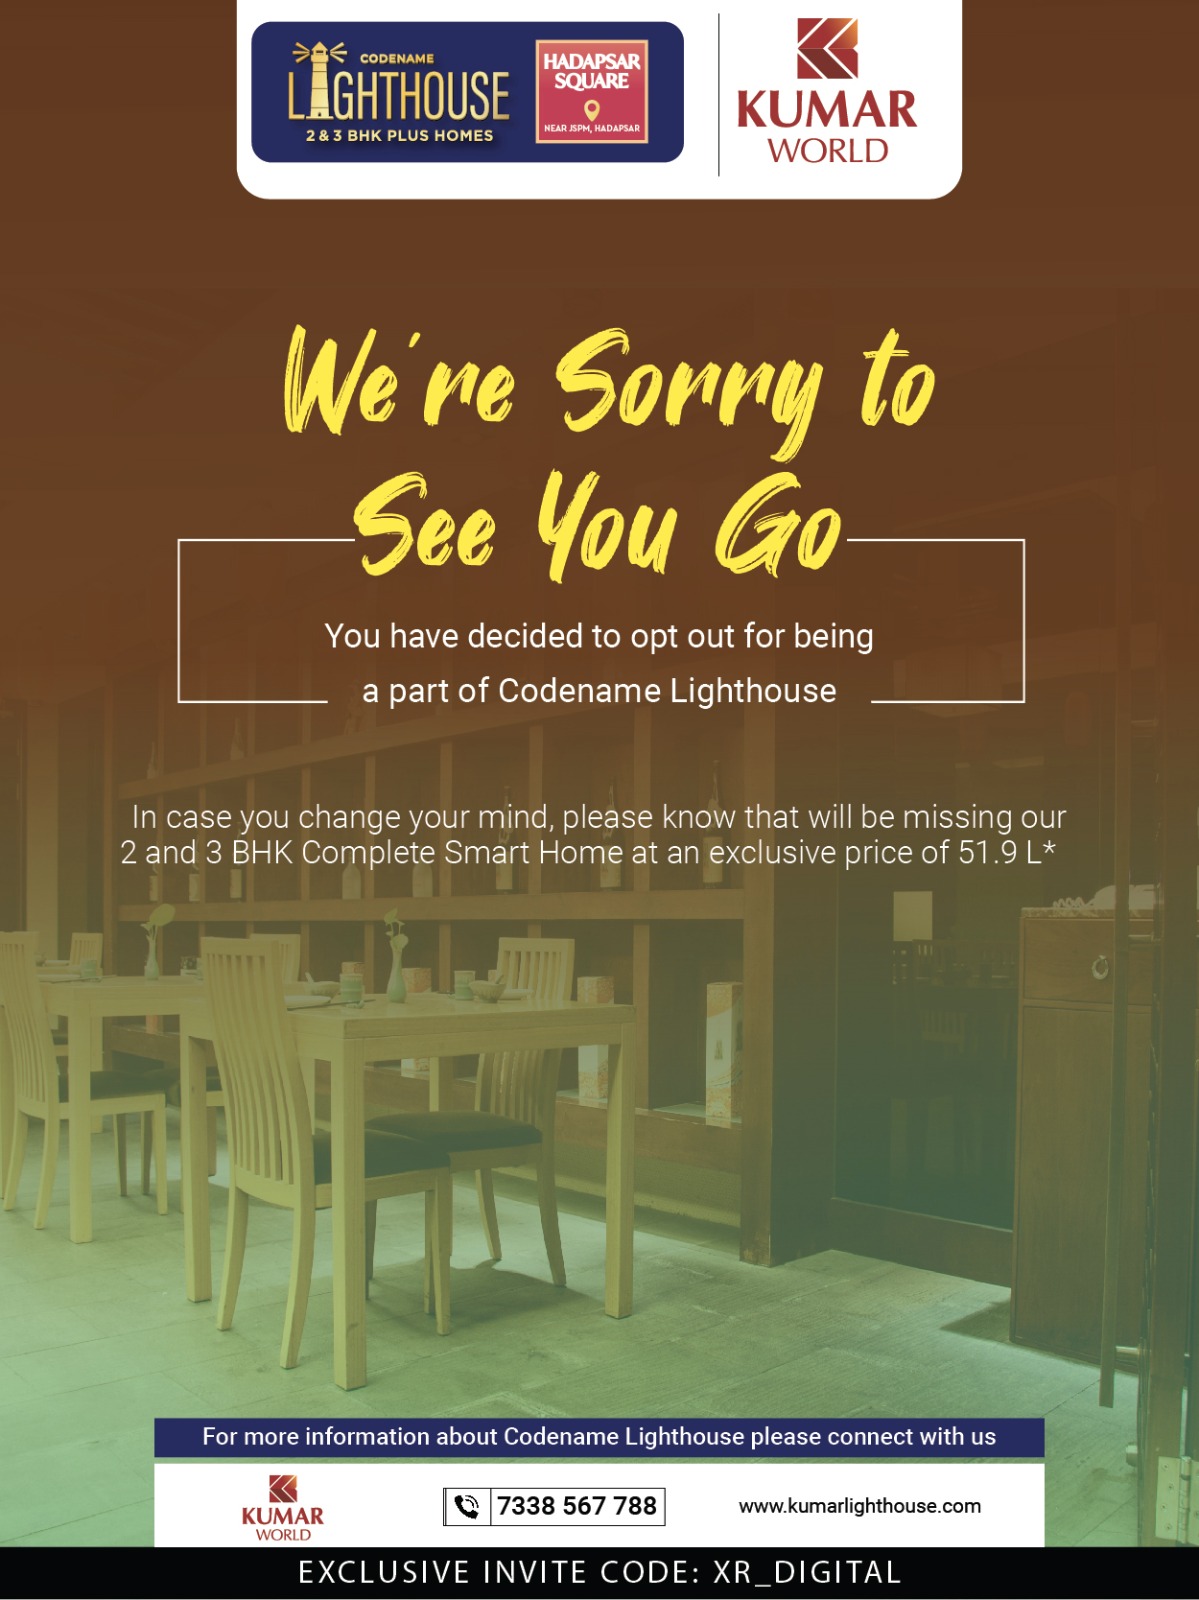 CODENAME
LIGHTHOUSE
2 & 3 BHK PLUS HOMES
HADAPSAR
SQUARE
NEAR JSPM, HADAPSAR
KUMAR
WORLD
We're Sorry to
See You Go
You have decided to opt out for being
a part of Codename Lighthouse
In case you change your mind, please know that will be missing our
2 and 3 BHK Complete Smart Home at an exclusive price of 51.9 L*
For more information about Codename Lighthouse please connect with us
KUMAR
WORLD
7338 567 788
www.kumarlighthouse.com
EXCLUSIVE INVITE CODE: XR_DIGITAL